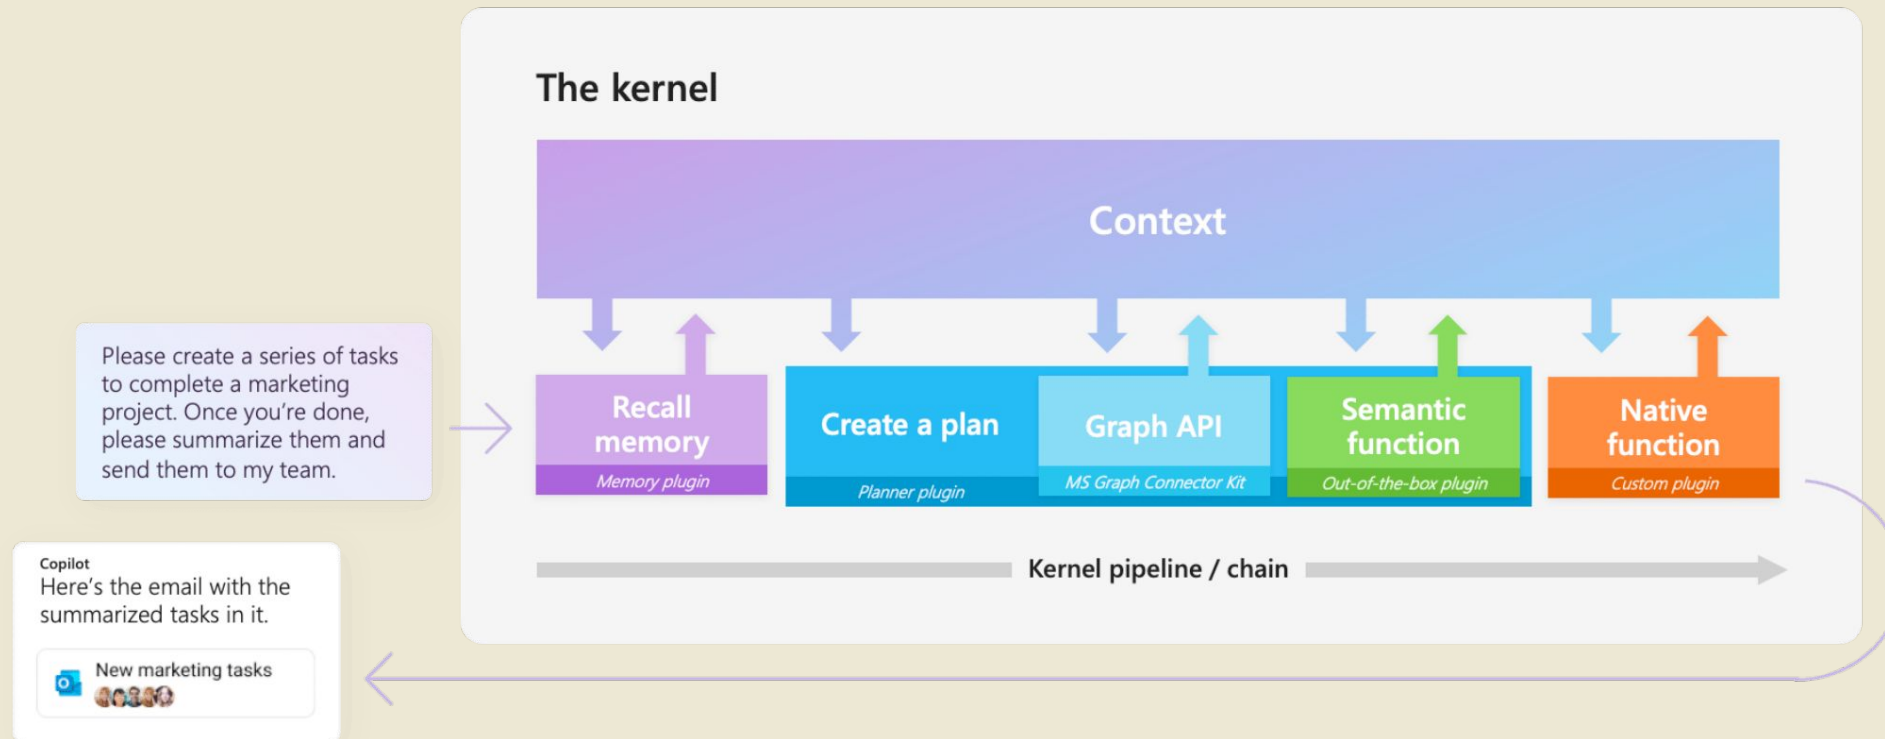 The kernel
Context
Please create a series of tasks
to complete a marketing
project. Once you’re done,
please summarize them and
send them to my team.
Recall
memory
Memory plugin
Create a plan
Planner plugin
Graph API
MS Graph Connector Kit
Semantic
function
Out-of-the-box plugin
Native
function
Custom plugin
Kernel pipeline / chain
Copilot
Here’s the email with the
summarized tasks in it.
New marketing tasks